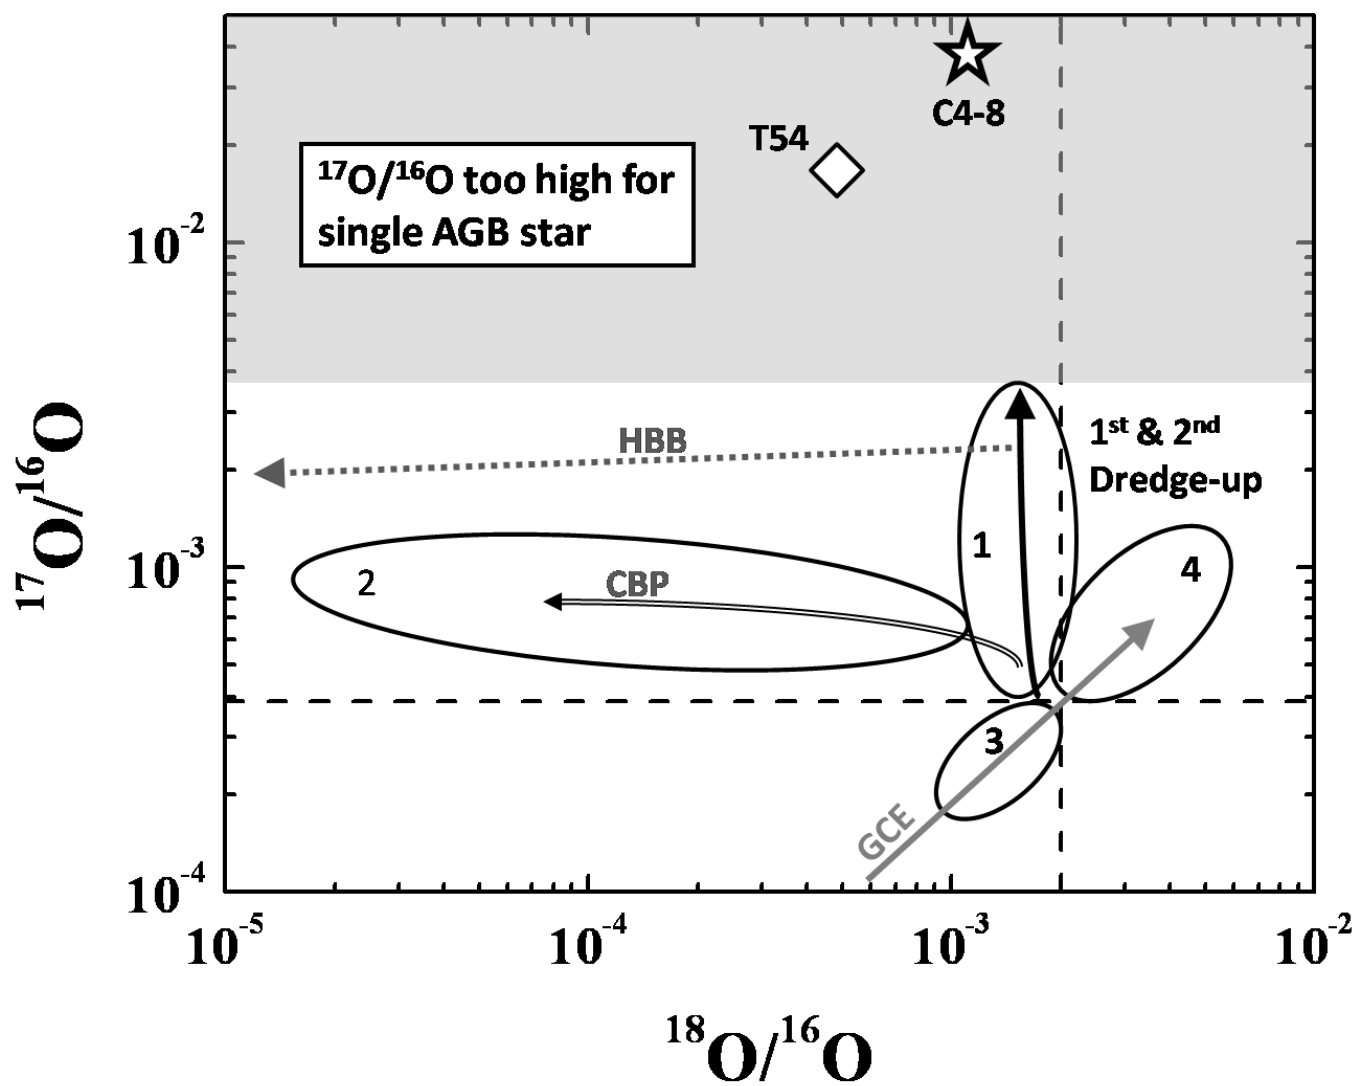 C4-8
T54
¹⁷O/¹⁶O too high for
single AGB star
10⁻²
HBB
1ˢᵗ & 2ⁿᵈ
Dredge-up
1
10⁻³
2
CBP
4
3
GCE
10⁻⁴
10⁻⁵
10⁻⁴
10⁻³
10⁻²
¹⁷O/¹⁶O
¹⁸O/¹⁶O